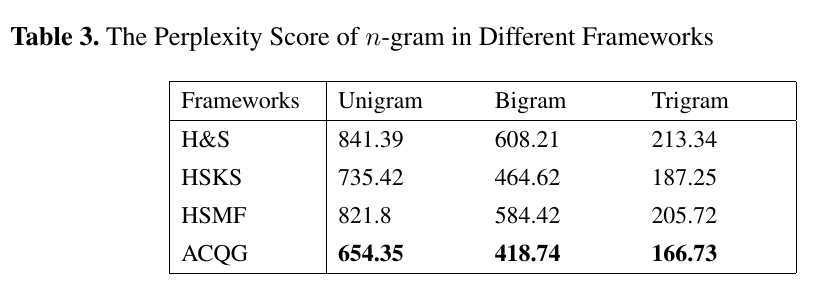 Table 3. The Perplexity Score of n-gram in Different Frameworks
Frameworks Unigram Bigram Trigram
H&S 841.39 608.21 213.34
HSKS 735.42 464.62 187.25
HSMF 821.8 584.42 205.72
ACQG 654.35 418.74 166.73